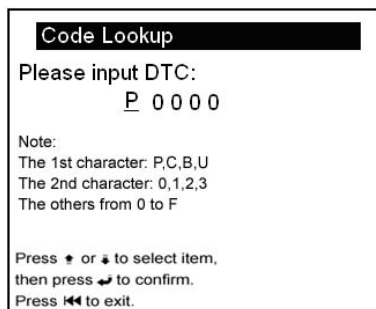 Code Lookup
Please input DTC:
P 0 0 0 0
Note:
The 1st character: P,C,B,U
The 2nd character: 0,1,2,3
The others from 0 to F
Press ⬆ or ⬇ to select item,
then press ↵ to confirm.
Press ⏮ to exit.